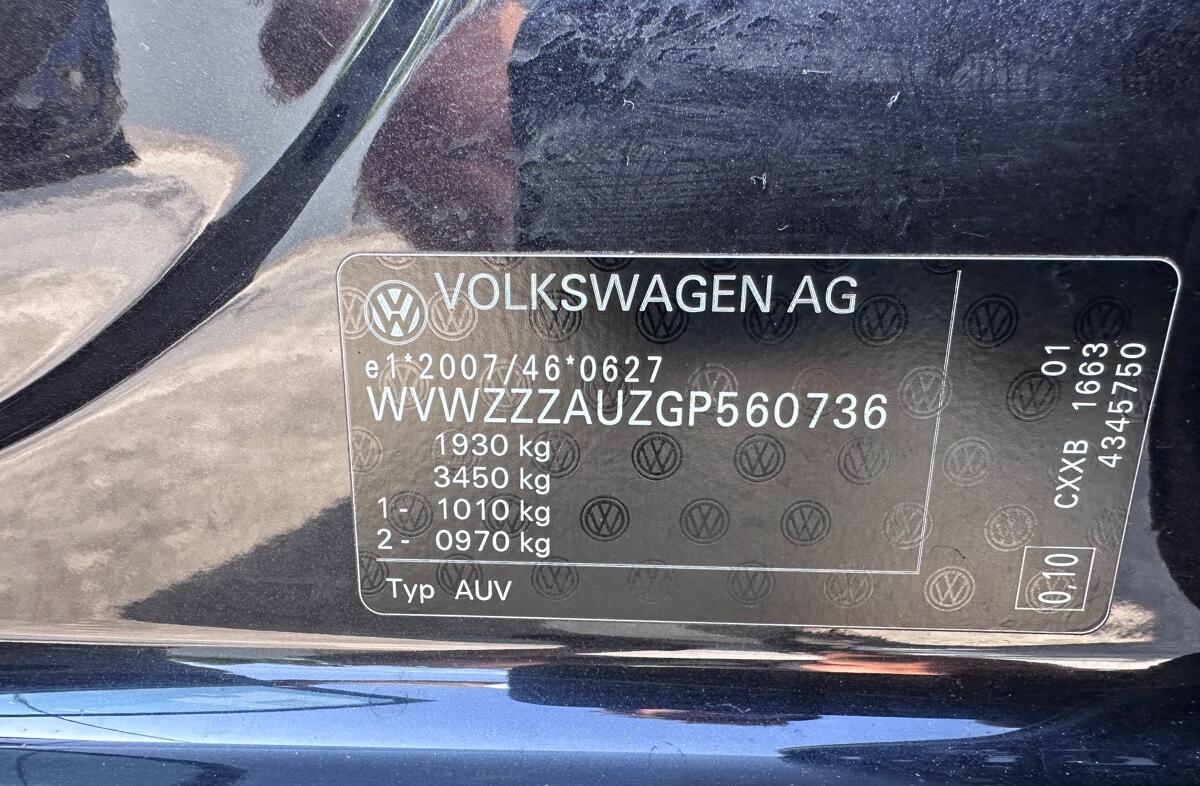 VOLKSWAGEN AG
e1*2007/46*0627
WVWZZZAUZGP560736
1930 kg
3450 kg
1- 1010 kg
2- 0970 kg
Typ AUV
CXXB 01
1663
4345750
0,10